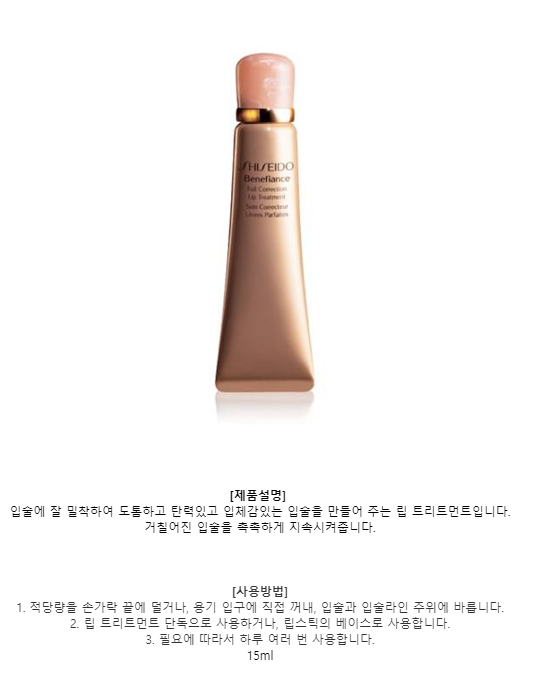 SHISEIDO
Benefiance
Full Correction
Lip Treatment
Soin Correcteur
Lèvres Parfaites
[제품설명]
입술에 잘 밀착하여 도톰하고 탄력있고 입체감있는 입술을 만들어 주는 립 트리트먼트입니다.
거칠어진 입술을 촉촉하게 지속시켜줍니다.
[사용방법]
1. 적당량을 손가락 끝에 덜거나, 용기 입구에 직접 꺼내, 입술과 입술라인 주위에 바릅니다.
2. 립 트리트먼트 단독으로 사용하거나, 립스틱의 베이스로 사용합니다.
3. 필요에 따라서 하루 여러 번 사용합니다.
15ml